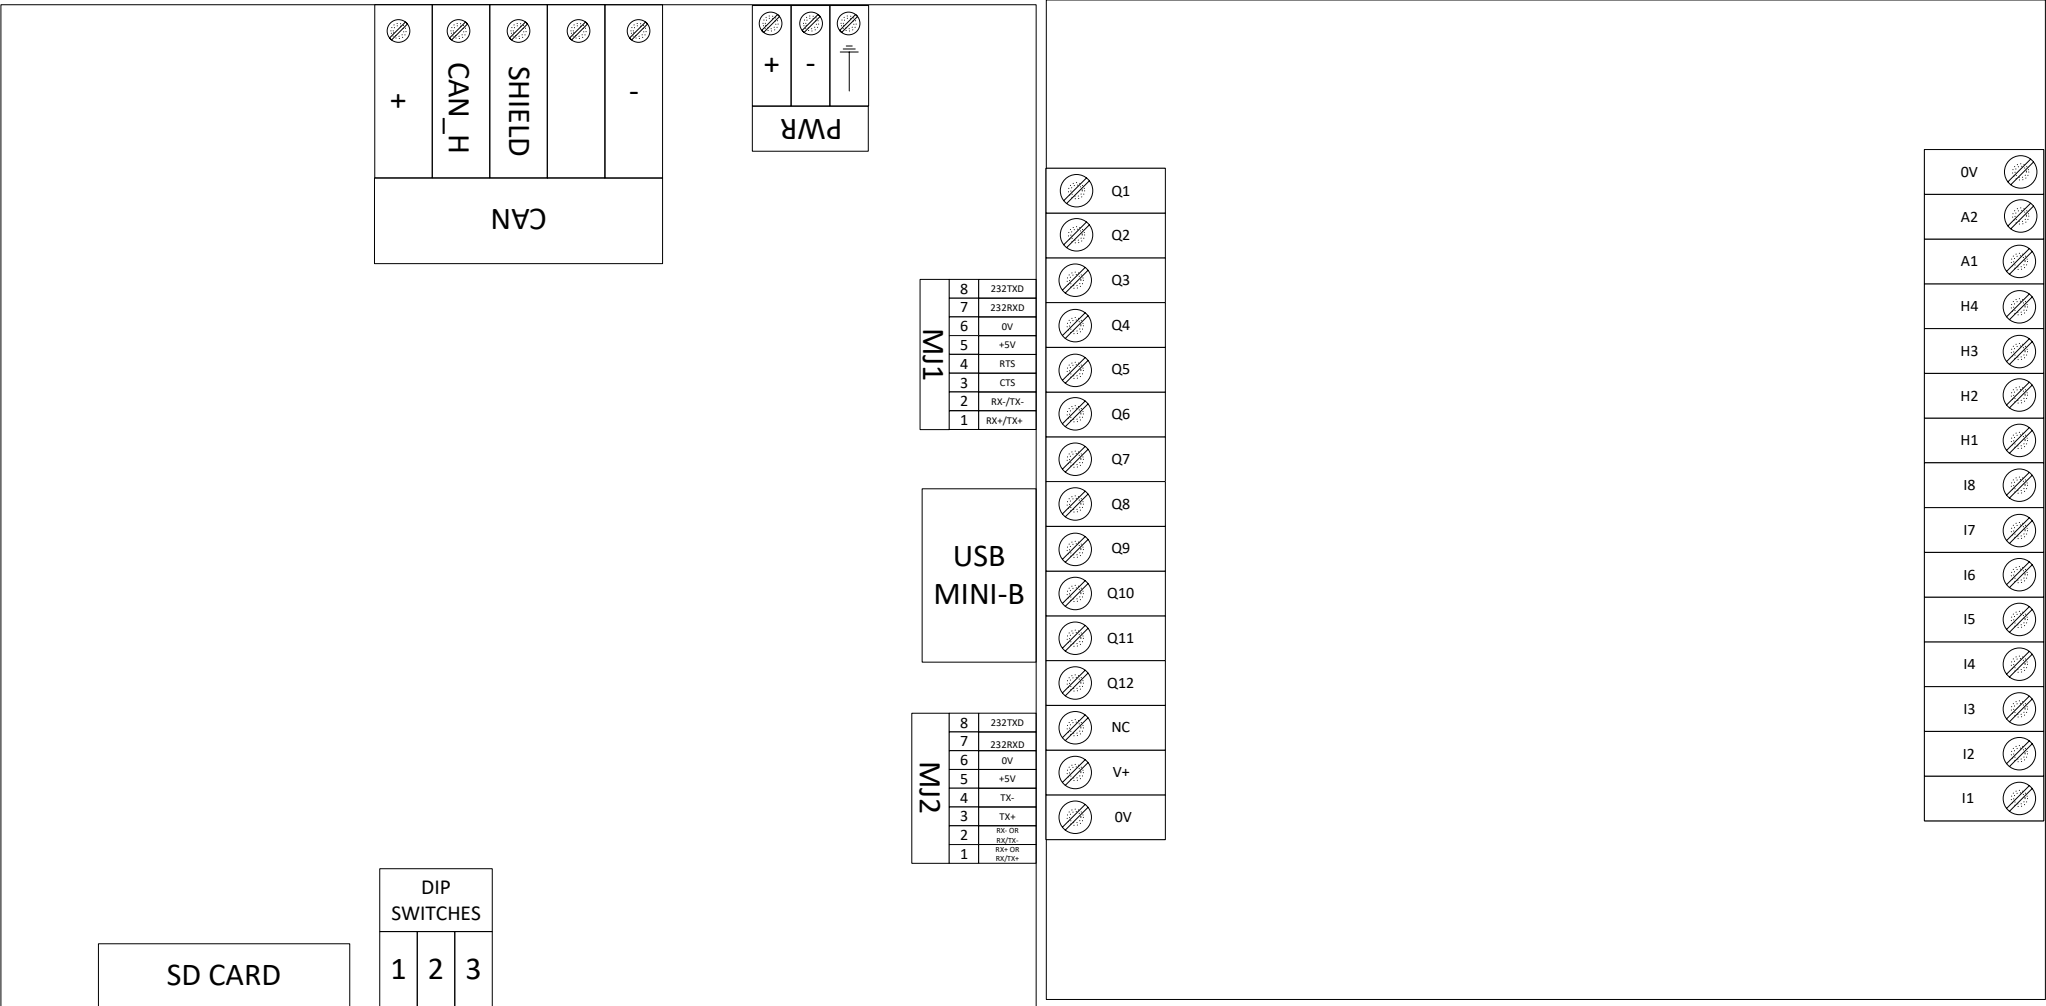 +
CAN_H
SHIELD
-
CAN
+
-
PWR
MJ1
8 232TXD
7 232RXD
6 0V
5 +5V
4 RTS
3 CTS
2 RX-/TX-
1 RX+/TX+
USB
MINI-B
MJ2
8 232TXD
7 232RXD
6 0V
5 +5V
4 TX-
3 TX+
2 RX- OR
RX/TX-
1 RX+ OR
RX/TX+
DIP
SWITCHES
1 2 3
SD CARD
Q1
Q2
Q3
Q4
Q5
Q6
Q7
Q8
Q9
Q10
Q11
Q12
NC
V+
0V
0V
A2
A1
H4
H3
H2
H1
I8
I7
I6
I5
I4
I3
I2
I1